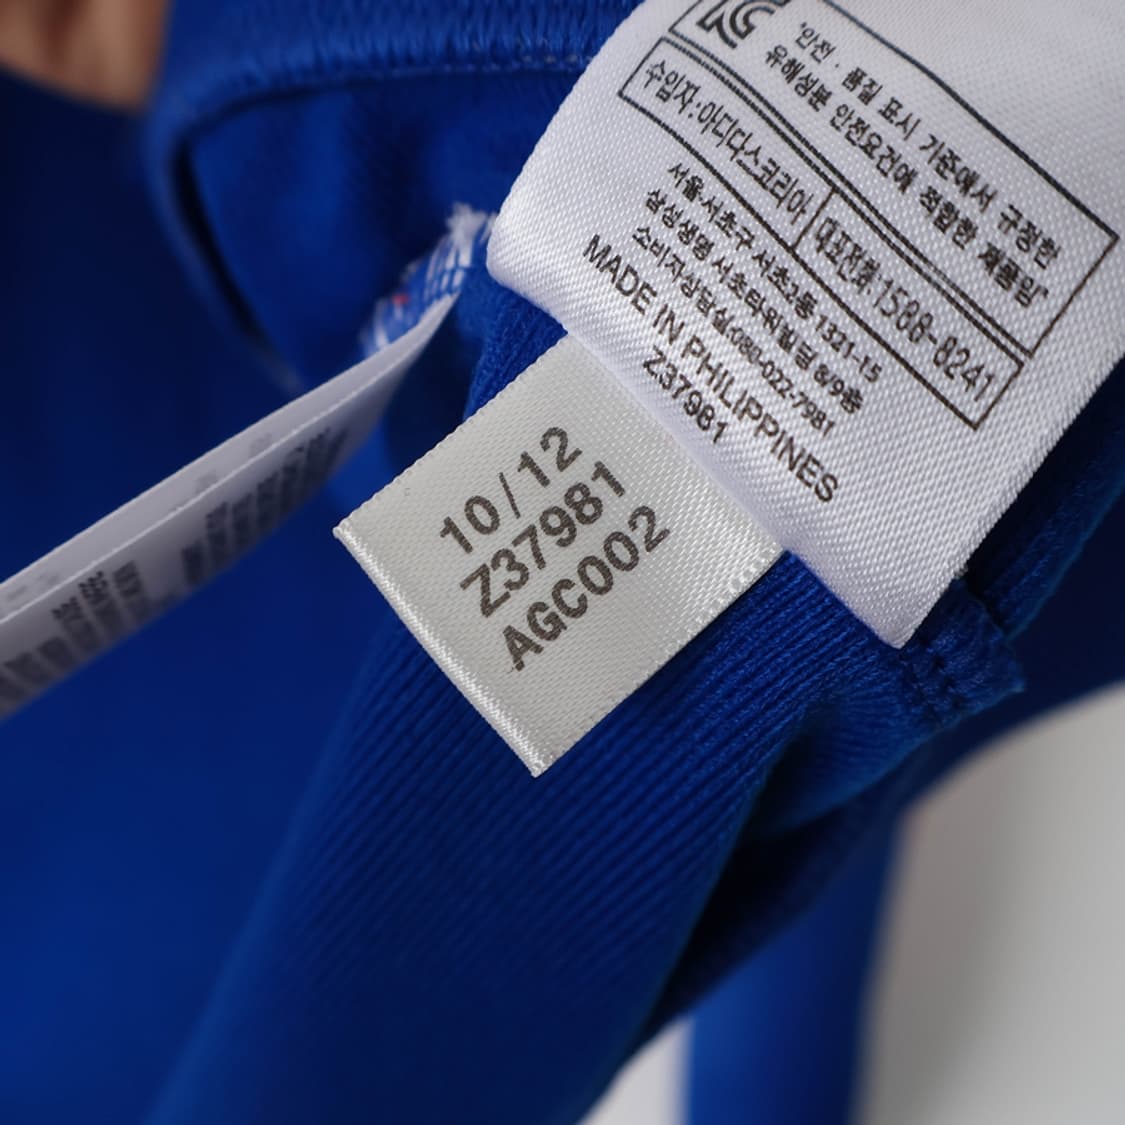 KC
'안전 · 품질 표시 기준에서 규정한
유해성분 안전요건에 적합한 제품임'
수입자:아디다스코리아 대표전화 1588-8241
서울시 서초구 서초2동 1321-15
삼성생명 서초타워빌딩 8/9층
소비자상담실(080-022-7981
MADE IN PHILIPPINES
Z37981
10/12
Z37981
AGC002